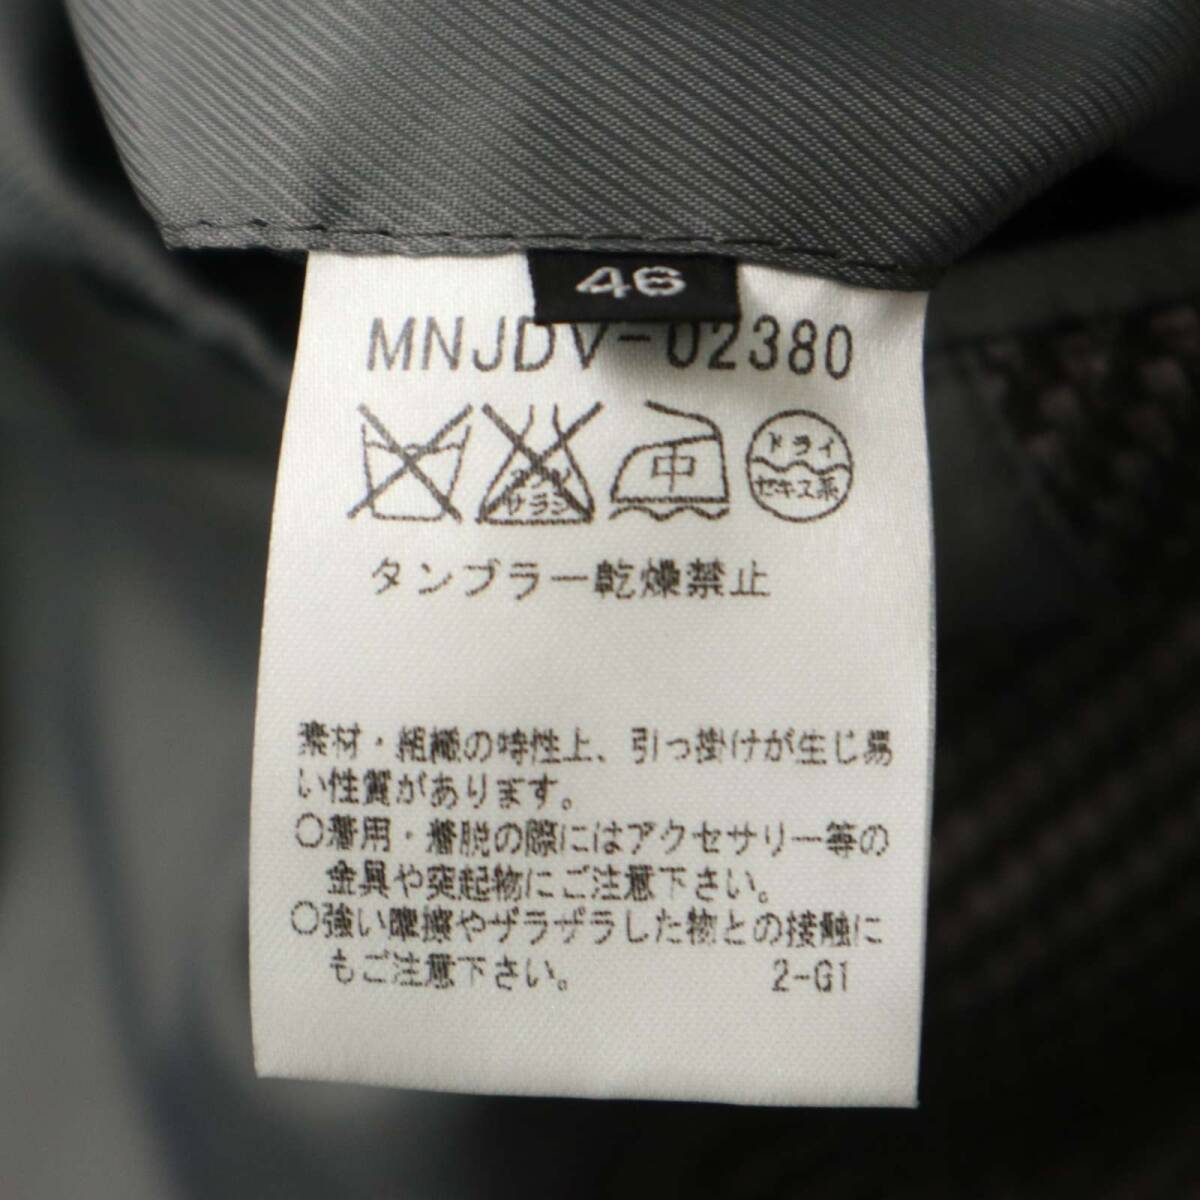 46
MNJDV-02380
エンソ サラシ
中
ドライ
セキユ系
タンブラー乾燥禁止
素材・組織の特性上、引っ掛けが生じ易
い性質があります。
○着用・着脱の際にはアクセサリー等の
金具や突起物にご注意下さい。
○強い摩擦やザラザラした物との接触に
もご注意下さい。 2-G1